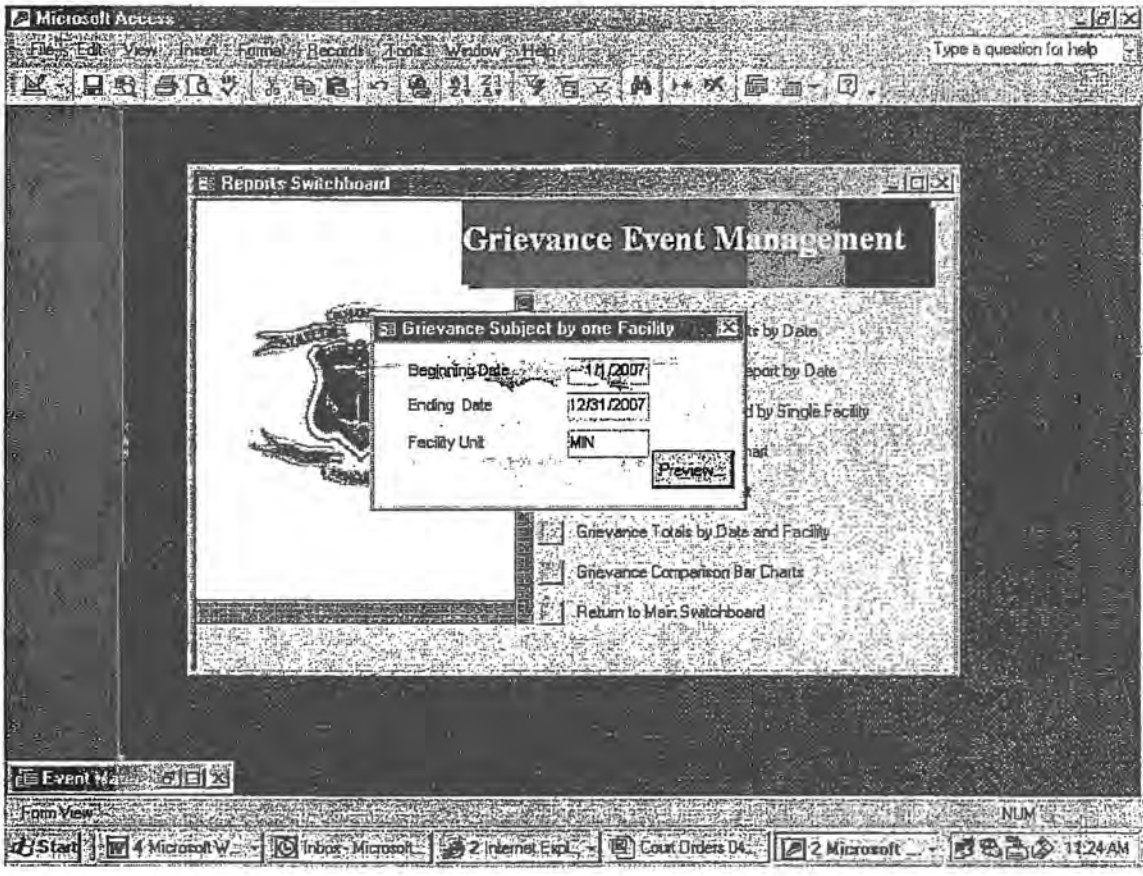 Microsoft Access
File Edit View Insert Format Records Tools Window Help
Type a question for help
Reports Switchboard
Grievance Event Management
Grievance Subject by one Facility
by Date
Beginning Date 1/1/2007
eport by Date
Ending Date 12/31/2007
d by Single Facility
Facility Unit MIN
Preview...
Grievance Totals by Date and Facility
Grievance Comparison Bar Charts
Return to Main Switchboard
Event Ma
Form View
NUM
Start 4 Microsoft W... Inbox - Microsoft... 2 Internet Expl... Court Orders 04... 2 Microsoft ... 11:24 AM